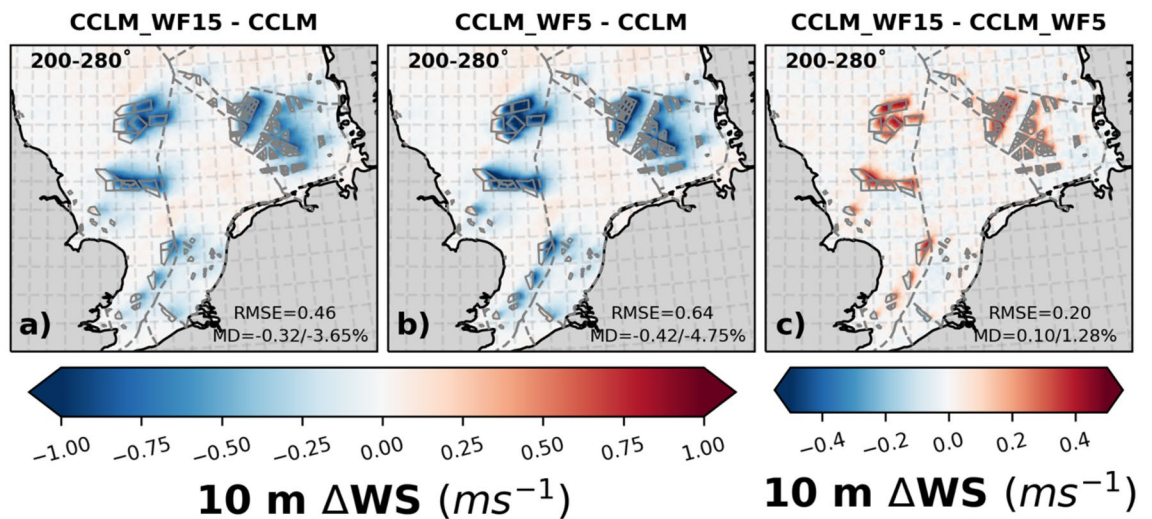 CCLM_WF15 - CCLM
CCLM_WF5 - CCLM
CCLM_WF15 - CCLM_WF5
200-280°
200-280°
200-280°
a)
RMSE=0.46
MD=-0.32/-3.65%
b)
RMSE=0.64
MD=-0.42/-4.75%
c)
RMSE=0.20
MD=0.10/1.28%
−1.00 −0.75 −0.50 −0.25 0.00 0.25 0.50 0.75 1.00
−0.4 −0.2 0.0 0.2 0.4
10 m ΔWS (ms⁻¹)
10 m ΔWS (ms⁻¹)